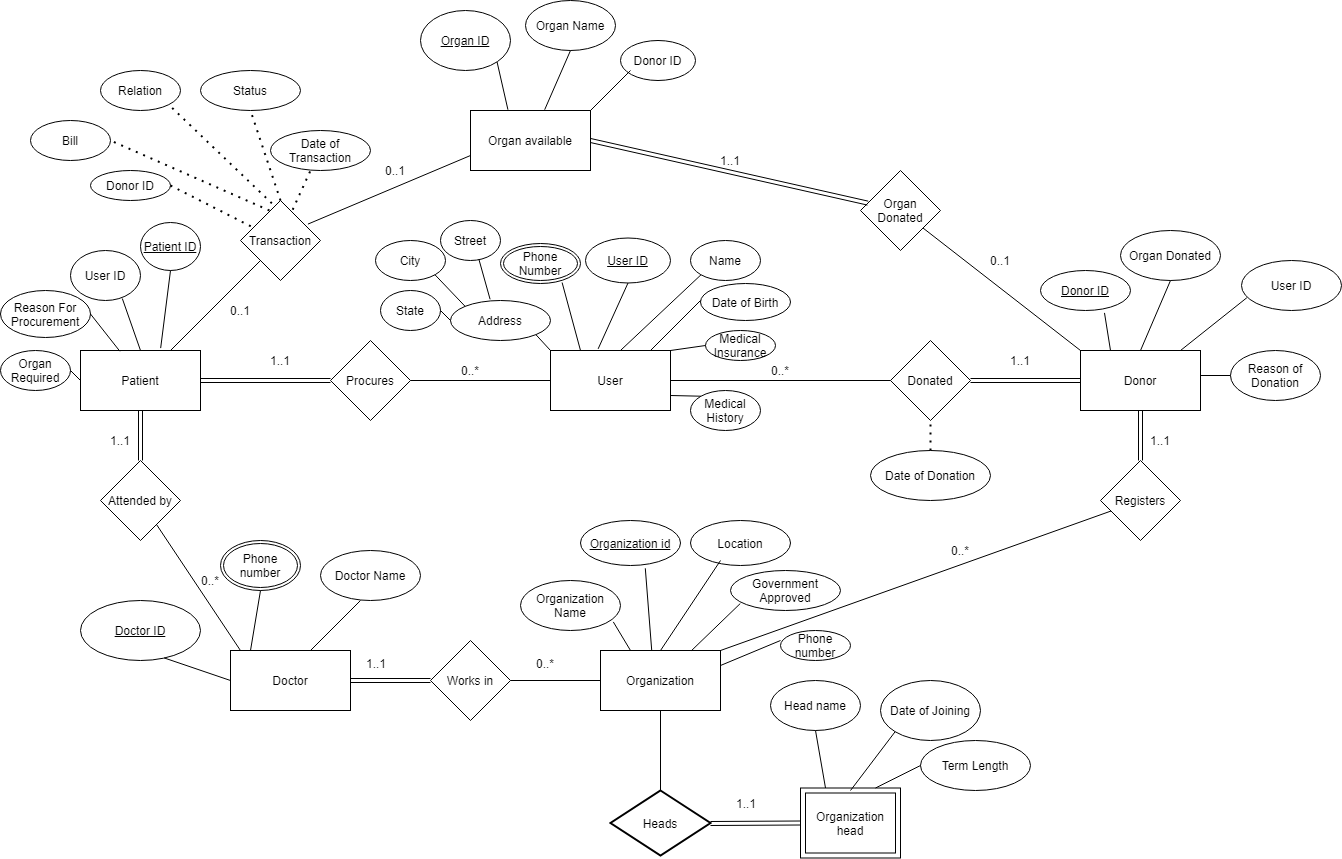 Organ ID
Organ Name
Donor ID
Relation
Status
Bill
Date of
Transaction
Donor ID
Organ available
0..1
1..1
Transaction
Organ
Donated
Patient ID
User ID
Reason For
Procurement
Organ
Required
0..1
City
Street
State
Address
Phone
Number
User ID
Name
Date of Birth
Medical
Insurance
Medical
History
0..1
Donor ID
Organ Donated
User ID
Reason of
Donation
Patient
1..1
Procures
0..*
User
0..*
Donated
1..1
Donor
Date of Donation
1..1
Attended by
0..*
1..1
Registers
0..*
Doctor ID
Phone
number
Doctor Name
Organization
Name
Organization id
Location
Government
Approved
Phone
number
Doctor
1..1
Works in
0..*
Organization
Head name
Date of Joining
Term Length
Heads
1..1
Organization
head